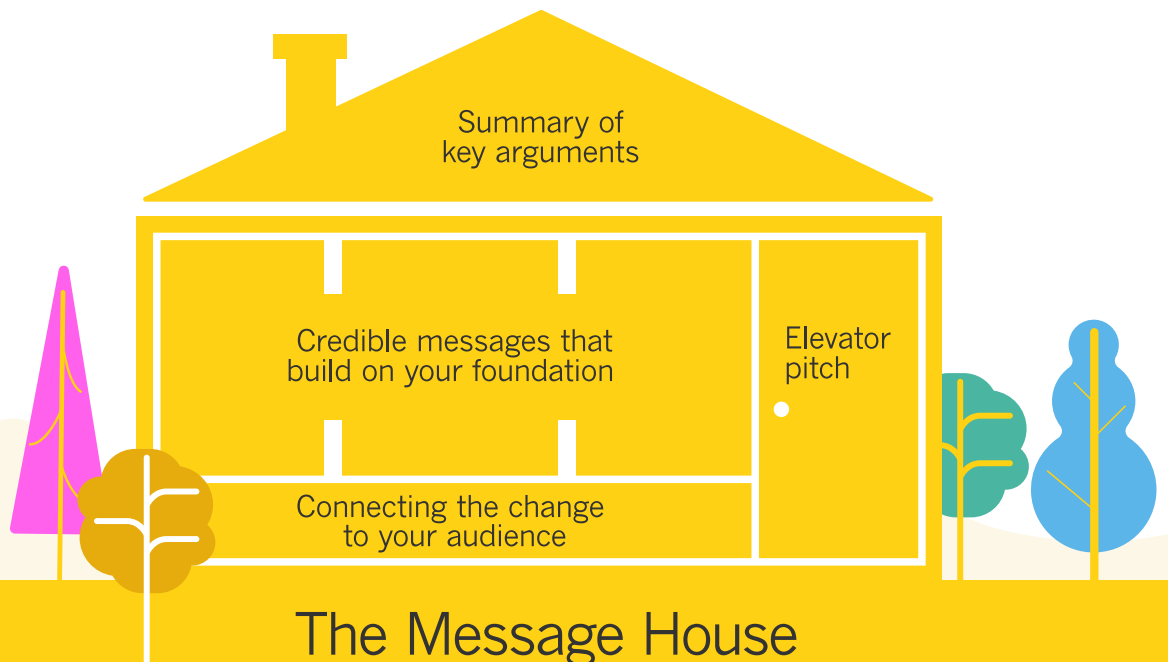 Summary of
key arguments
Credible messages that
build on your foundation
Elevator
pitch
Connecting the change
to your audience
The Message House